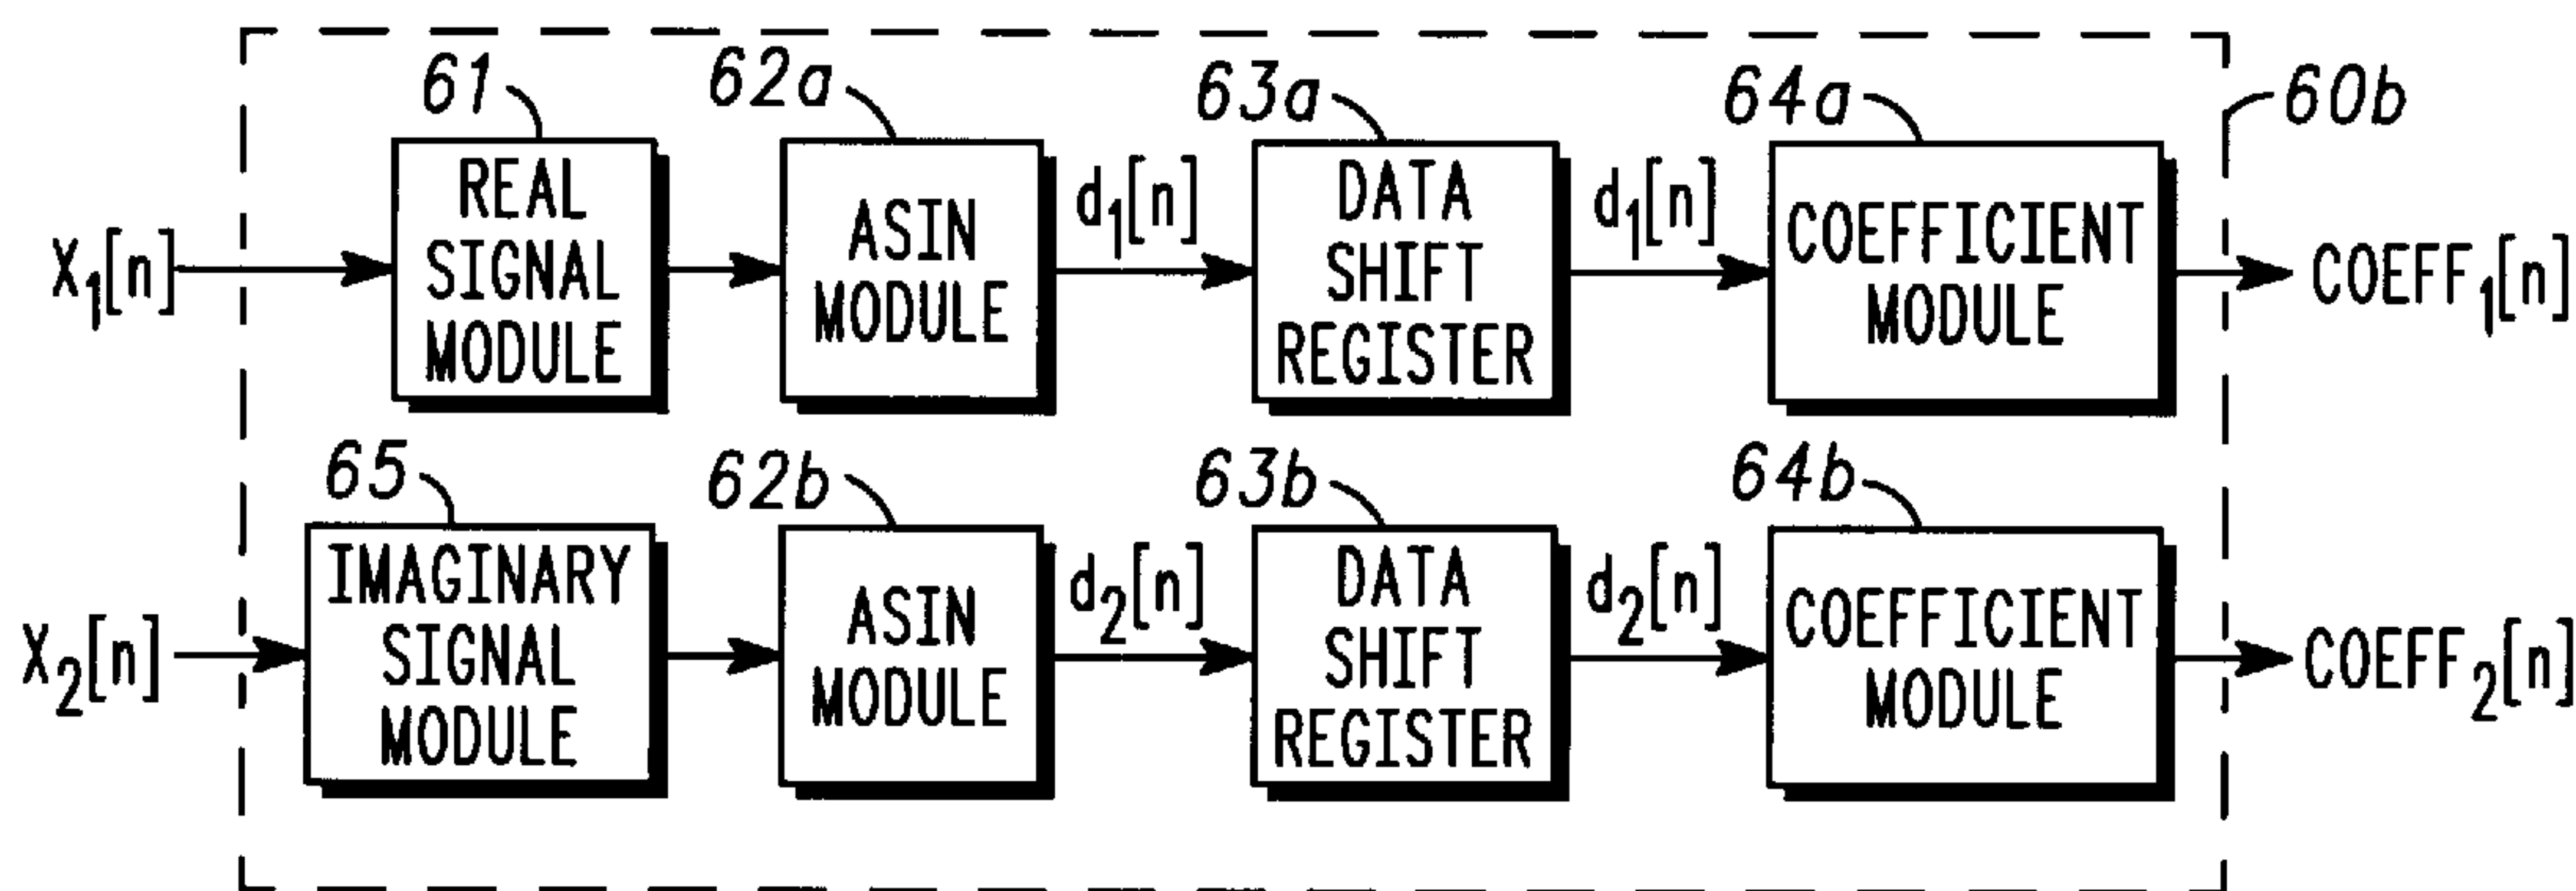 61
62a
63a
64a
60b
X₁[n]
REAL
SIGNAL
MODULE
ASIN
MODULE
d₁[n]
DATA
SHIFT
REGISTER
d₁[n]
COEFFICIENT
MODULE
COEFF₁[n]
65
62b
63b
64b
X₂[n]
IMAGINARY
SIGNAL
MODULE
ASIN
MODULE
d₂[n]
DATA
SHIFT
REGISTER
d₂[n]
COEFFICIENT
MODULE
COEFF₂[n]